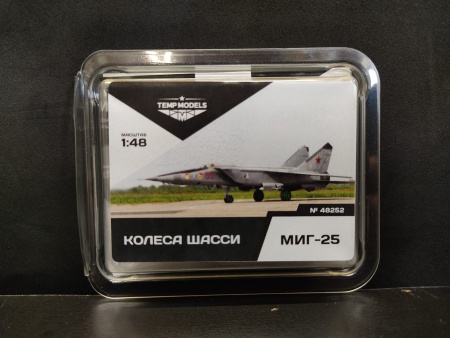 TEMP MODELS
МАСШТАБ
1:48
№ 48252
КОЛЕСА ШАССИ
МИГ-25